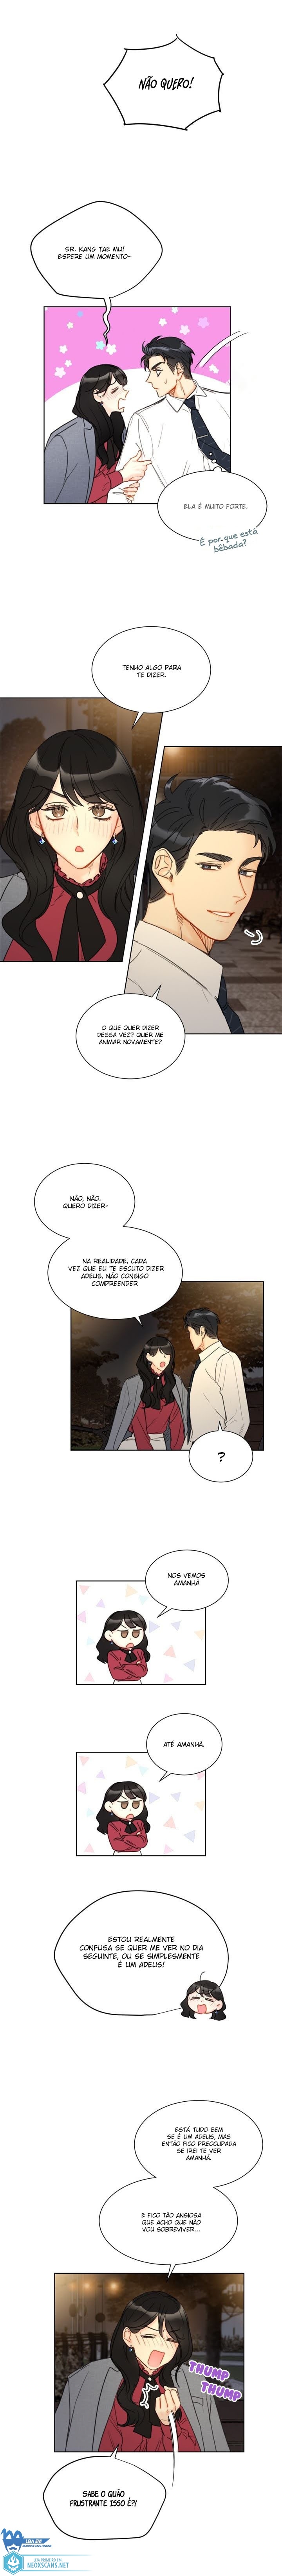 NÃO QUERO!
SR. KANG TAE MU!
ESPERE UM MOMENTO~
ELA É MUITO FORTE.
É por que está
bêbada?
TENHO ALGO PARA
TE DIZER.
O QUE QUER DIZER
DESSA VEZ? QUER ME
ANIMAR NOVAMENTE?
NÃO, NÃO.
QUERO DIZER~
NA REALIDADE, CADA
VEZ QUE EU TE ESCUTO DIZER
ADEUS, NÃO CONSIGO
COMPREENDER
?
NOS VEMOS
AMANHÃ
ATÉ AMANHÃ.
ESTOU REALMENTE
CONFUSA SE QUER ME VER NO DIA
SEGUINTE, OU SE SIMPLESMENTE
É UM ADEUS!
ESTÁ TUDO BEM
SE É UM ADEUS, MAS
ENTÃO FICO PREOCUPADA
SE IREI TE VER
AMANHÃ.
E FICO TÃO ANSIOSA
QUE ACHO QUE NÃO
VOU SOBREVIVER...
THUMP
THUMP
SABE O QUÃO
FRUSTRANTE ISSO É?!
LEIA EM
NEOXSCANS.NET